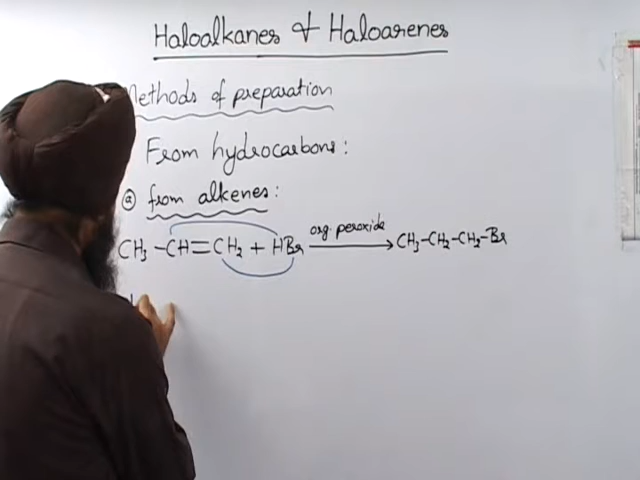 Haloalkanes & Haloarenes
Methods of preparation
From hydrocarbons:
(a) from alkenes:
CH₃-CH=CH₂ + HBr org. peroxide → CH₃-CH₂-CH₂-Br